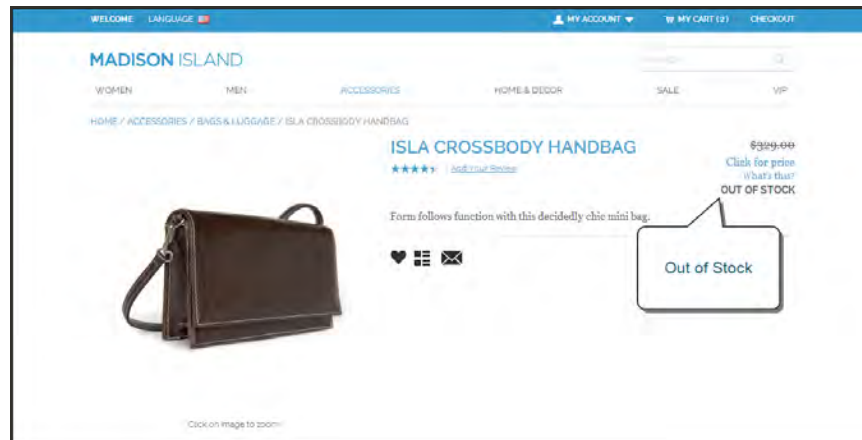 WELCOME LANGUAGE MY ACCOUNT MY CART (2) CHECKOUT
MADISON ISLAND
WOMEN MEN ACCESSORIES HOME & DECOR SALE VIP
HOME / ACCESSORIES / BAGS & LUGGAGE / ISLA CROSSBODY HANDBAG
ISLA CROSSBODY HANDBAG
$329.00
Add Your Review
Click for price
What's this?
OUT OF STOCK
Form follows function with this decidedly chic mini bag.
Out of Stock
Click on image to zoom